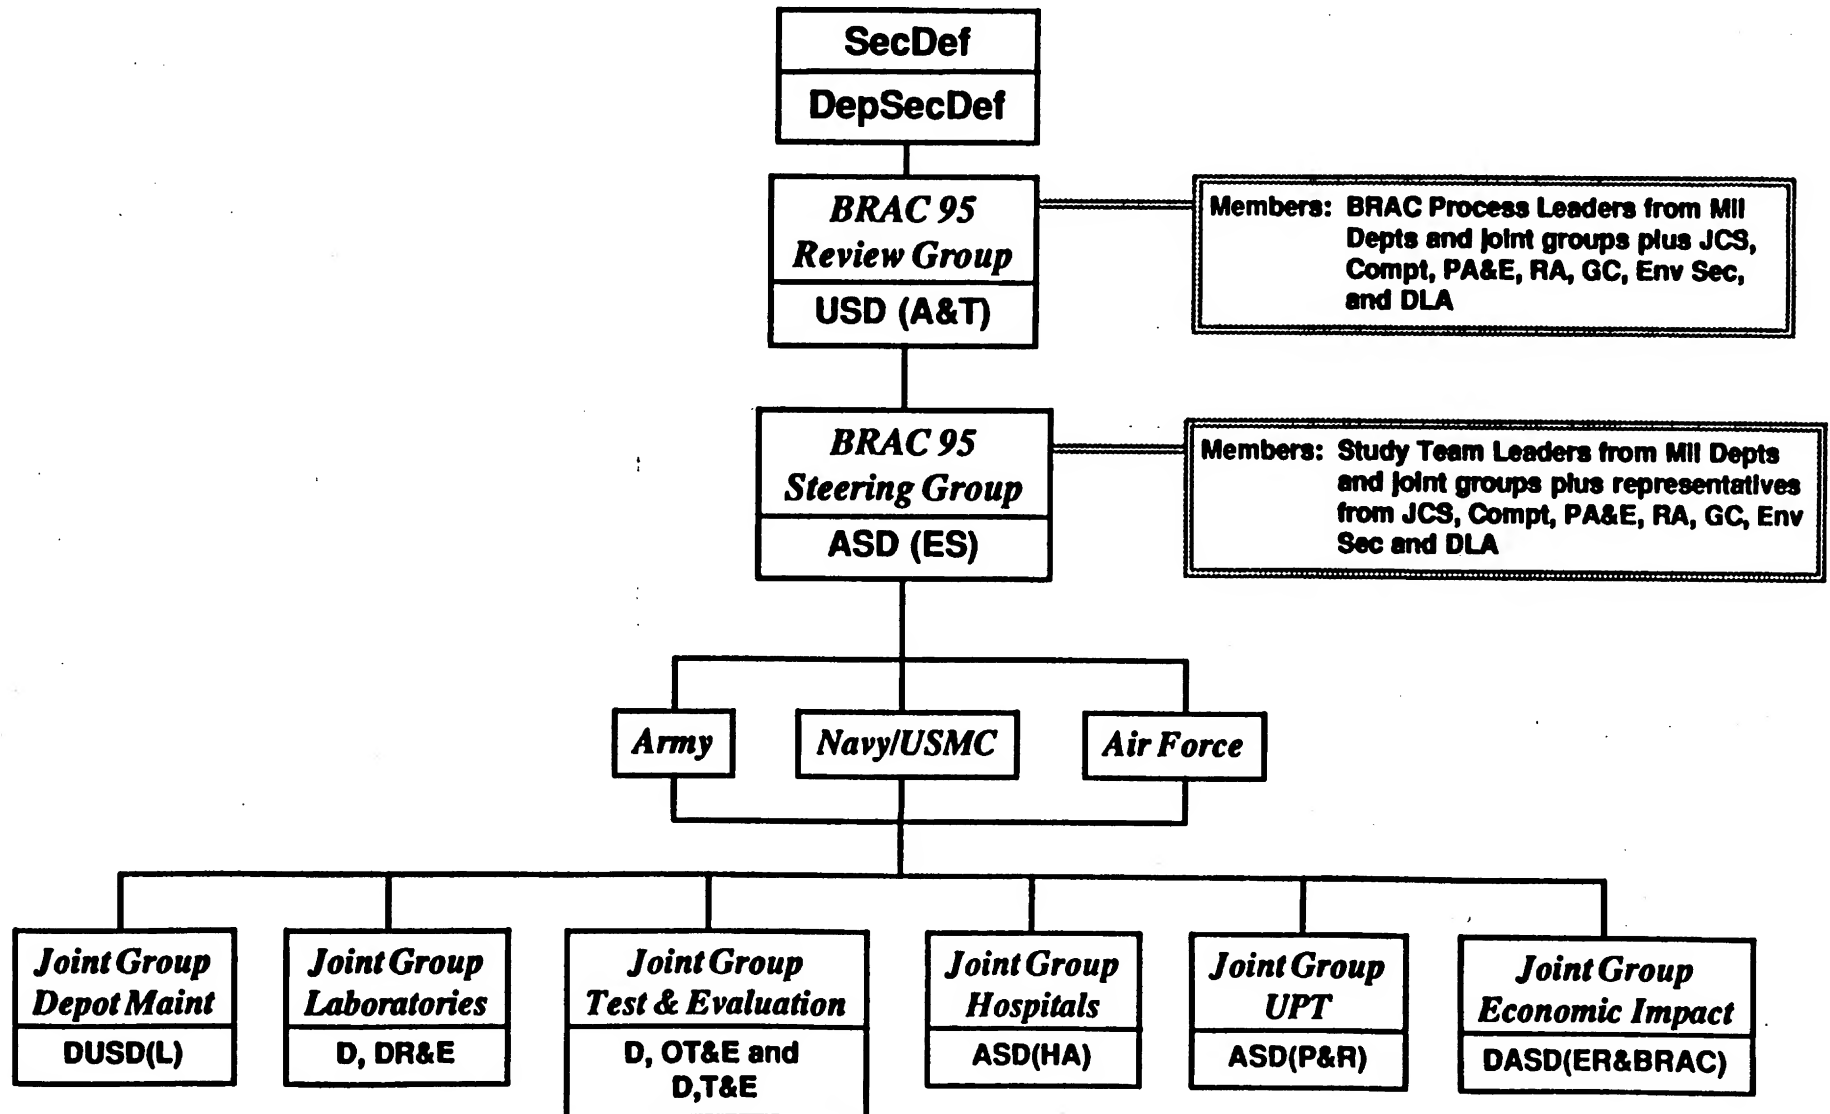 SecDef
DepSecDef
BRAC 95
Review Group
USD (A&T)
Members: BRAC Process Leaders from Mil
Depts and joint groups plus JCS,
Compt, PA&E, RA, GC, Env Sec,
and DLA
BRAC 95
Steering Group
ASD (ES)
Members: Study Team Leaders from Mil Depts
and joint groups plus representatives
from JCS, Compt, PA&E, RA, GC, Env
Sec and DLA
Army
Navy/USMC
Air Force
Joint Group
Depot Maint
DUSD(L)
Joint Group
Laboratories
D, DR&E
Joint Group
Test & Evaluation
D, OT&E and
D,T&E
Joint Group
Hospitals
ASD(HA)
Joint Group
UPT
ASD(P&R)
Joint Group
Economic Impact
DASD(ER&BRAC)